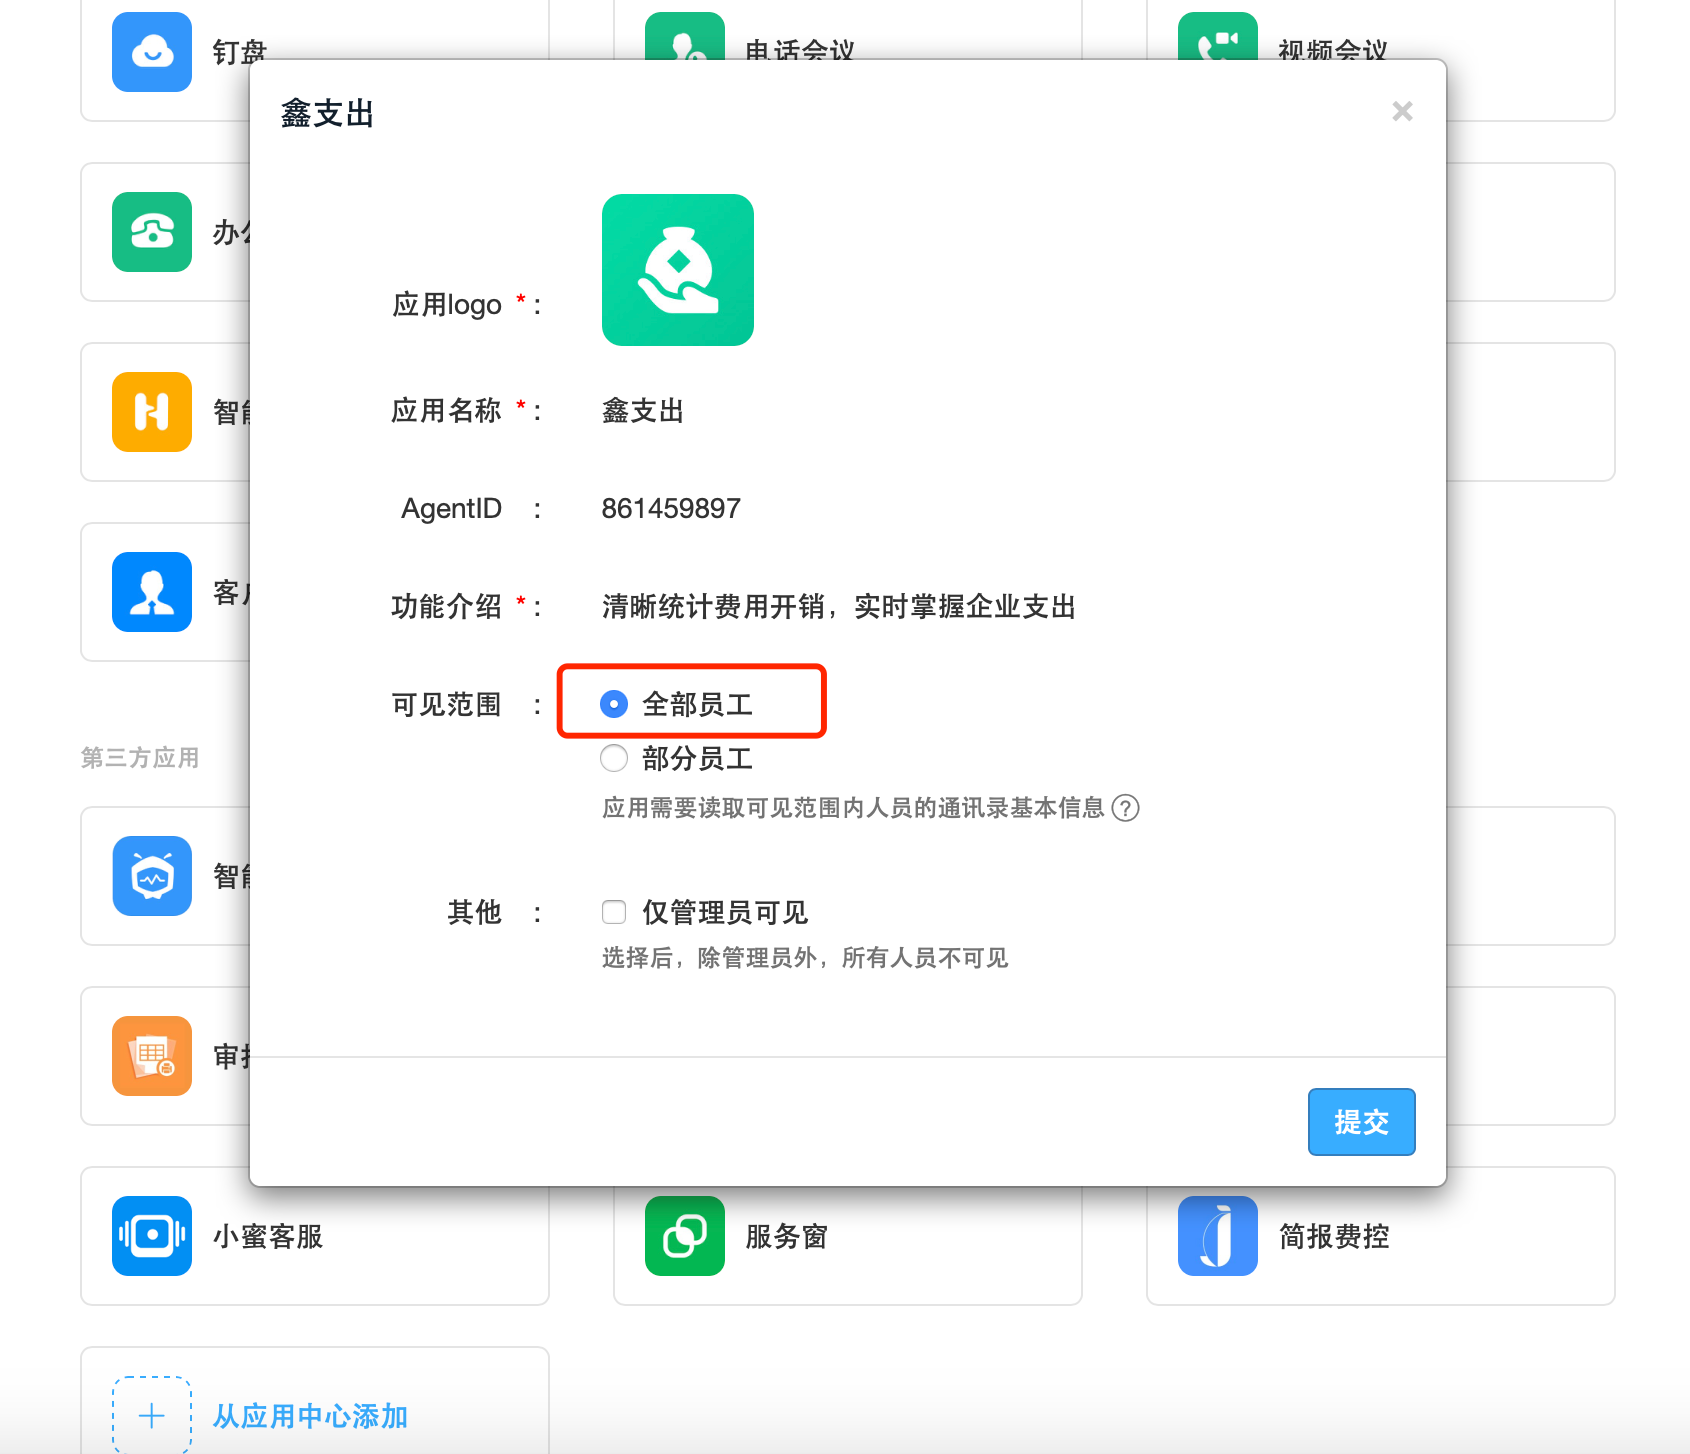 钉盘
电话会议
视频会议
鑫支出
×
办
应用logo * :
智能
应用名称 * : 鑫支出
AgentID : 861459897
客户
功能介绍 * : 清晰统计费用开销，实时掌握企业支出
可见范围 : 全部员工
部分员工
第三方应用
应用需要读取可见范围内人员的通讯录基本信息 ?
智能
其他 : 仅管理员可见
选择后，除管理员外，所有人员不可见
审批
提交
小蜜客服
服务窗
简报费控
从应用中心添加